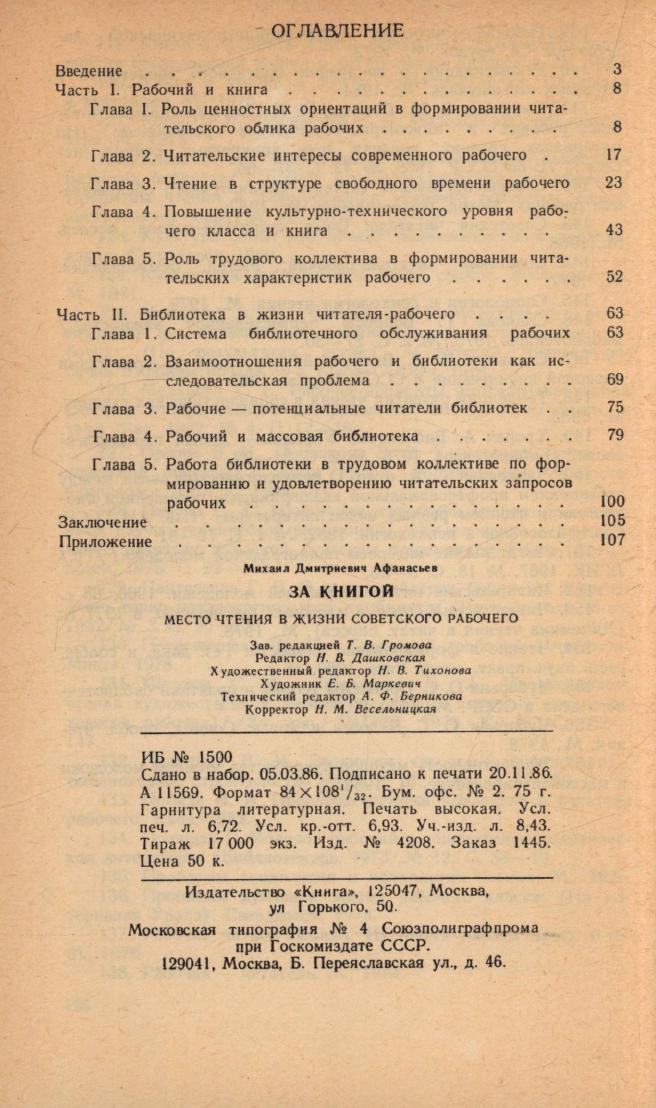 ОГЛАВЛЕНИЕ
Введение . . . . . . . . . . . . . . . . . . 3
Часть I. Рабочий и книга . . . . . . . . . . . 8
Глава I. Роль ценностных ориентаций в формировании чита-
тельского облика рабочих . . . . . . . . . 8
Глава 2. Читательские интересы современного рабочего . 17
Глава 3. Чтение в структуре свободного времени рабочего 23
Глава 4. Повышение культурно-технического уровня рабо-
чего класса и книга . . . . . . . . . 43
Глава 5. Роль трудового коллектива в формировании чита-
тельских характеристик рабочего . . . . . . 52
Часть II. Библиотека в жизни читателя-рабочего . . . . 63
Глава 1. Система библиотечного обслуживания рабочих 63
Глава 2. Взаимоотношения рабочего и библиотеки как ис-
следовательская проблема . . . . . . . . 69
Глава 3. Рабочие — потенциальные читатели библиотек . . 75
Глава 4. Рабочий и массовая библиотека . . . . . . 79
Глава 5. Работа библиотеки в трудовом коллективе по фор-
мированию и удовлетворению читательских запросов
рабочих . . . . . . . . . . . . . . 100
Заключение . . . . . . . . . . . . . . . . 105
Приложение . . . . . . . . . . . . . . . . 107
Михаил Дмитриевич Афанасьев
ЗА КНИГОЙ
МЕСТО ЧТЕНИЯ В ЖИЗНИ СОВЕТСКОГО РАБОЧЕГО
Зав. редакцией Т. В. Громова
Редактор Н. В. Дашковская
Художественный редактор Н. В. Тихонова
Художник Е. Б. Маркевич
Технический редактор А. Ф. Берникова
Корректор Н. М. Весельницкая
ИБ № 1500
Сдано в набор. 05.03.86. Подписано к печати 20.11.86.
А 11569. Формат 84×108¹/₃₂. Бум. офс. № 2. 75 г.
Гарнитура литературная. Печать высокая. Усл.
печ. л. 6,72. Усл. кр.-отт. 6,93. Уч.-изд. л. 8,43.
Тираж 17 000 экз. Изд. № 4208. Заказ 1445.
Цена 50 к.
Издательство «Книга», 125047, Москва,
ул Горького, 50.
Московская типография № 4 Союзполиграфпрома
при Госкомиздате СССР.
129041, Москва, Б. Переяславская ул., д. 46.